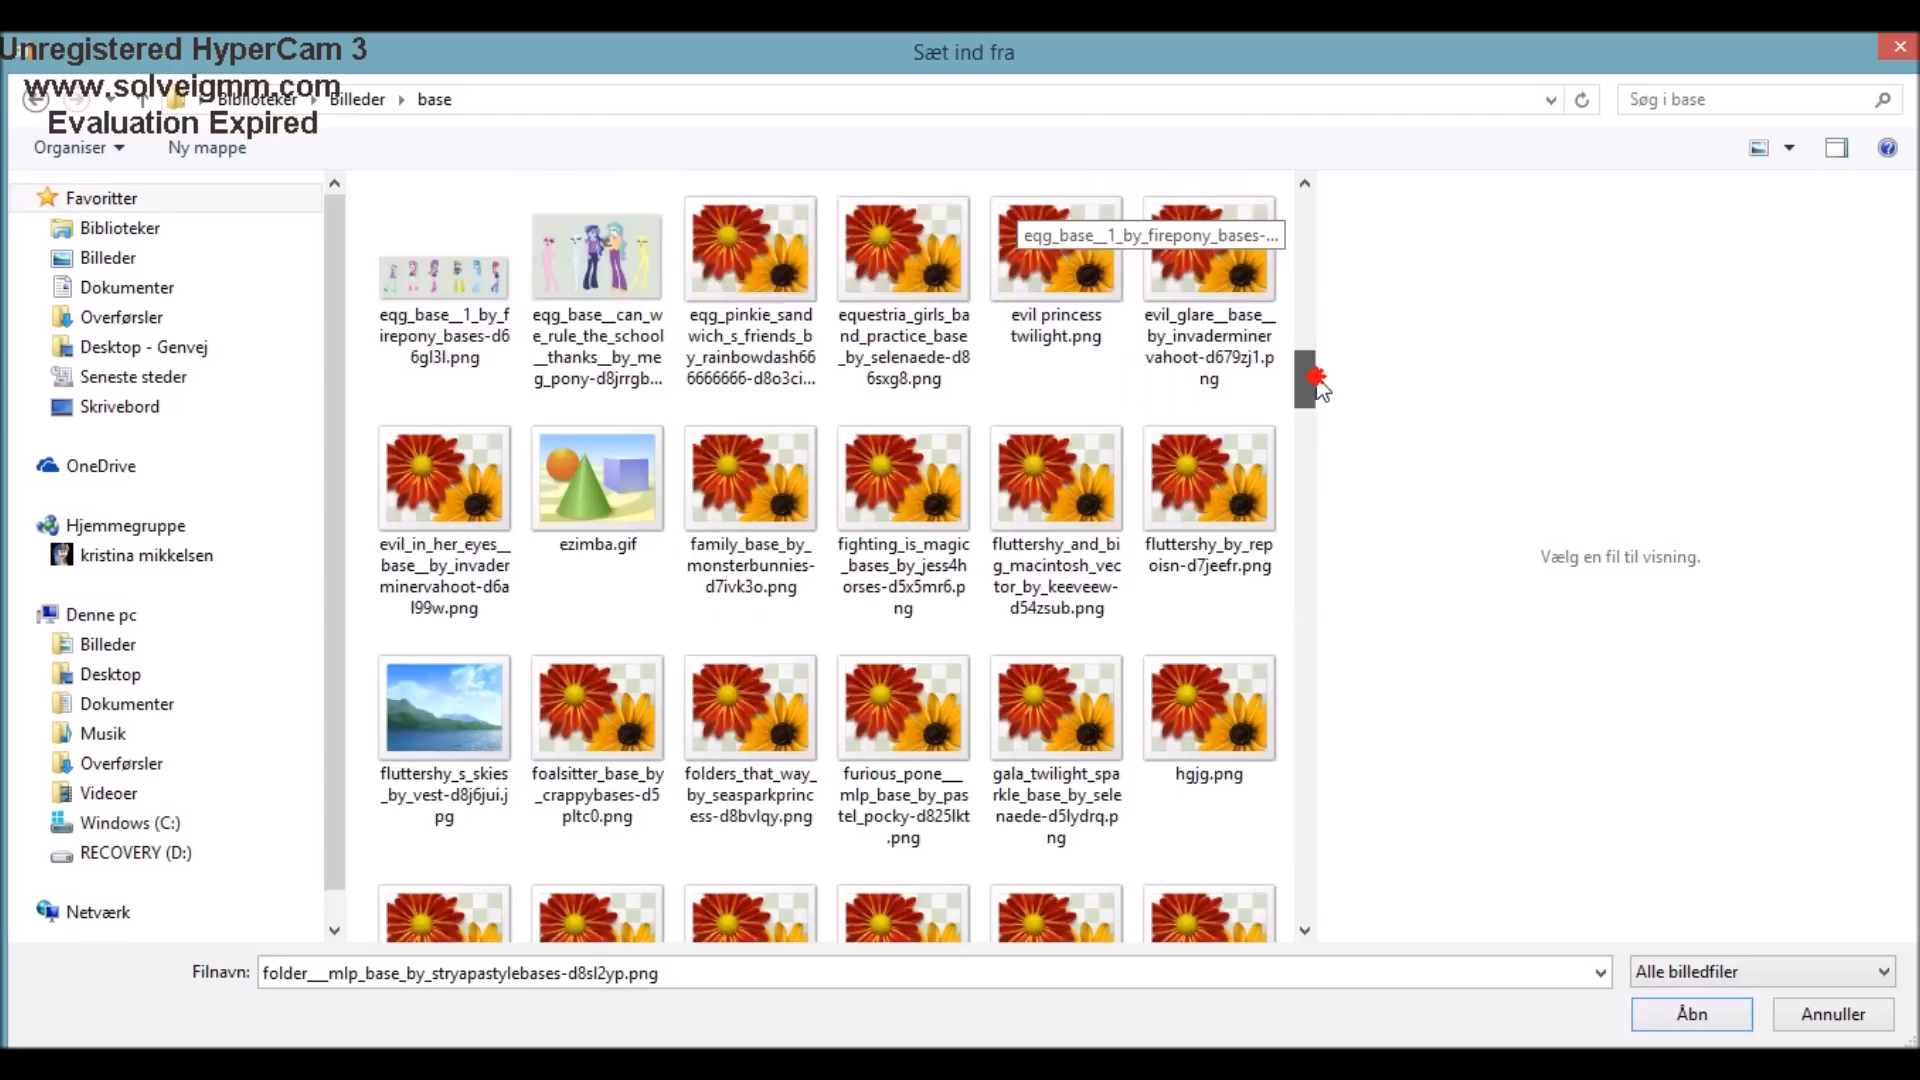 Unregistered HyperCam 3
www.solveigmm.com
Evaluation Expired
Sæt ind fra
Biblioteker
Billeder
base
Søg i base
Organiser
Ny mappe
Favoritter
Biblioteker
Billeder
Dokumenter
Overførsler
Desktop - Genvej
Seneste steder
Skrivebord
OneDrive
Hjemmegruppe
kristina mikkelsen
Denne pc
Billeder
Desktop
Dokumenter
Musik
Overførsler
Videoer
Windows (C:)
RECOVERY (D:)
Netværk
eqg_base__1_by_f
irepony_bases-d6
6gl3l.png
eqg_base__can_w
e_rule_the_school
__thanks__by_me
g_pony-d8jrrgb...
eqg_pinkie_sand
wich_s_friends_b
y_rainbowdash66
6666666-d8o3ci...
equestria_girls_ba
nd_practice_base
_by_selenaede-d8
6sxg8.png
evil princess
twilight.png
eqg_base__1_by_firepony_bases-...
evil_glare__base__
by_invaderminer
vahoot-d679zj1.p
ng
evil_in_her_eyes__
base__by_invader
minervahoot-d6a
l99w.png
ezimba.gif
family_base_by_
monsterbunnies-
d7ivk3o.png
fighting_is_magic
_bases_by_jess4h
orses-d5x5mr6.p
ng
fluttershy_and_bi
g_macintosh_vec
tor_by_keeveew-
d54zsub.png
fluttershy_by_rep
oisn-d7jeefr.png
fluttershy_s_skies
_by_vest-d8j6jui.j
pg
foalsitter_base_by
_crappybases-d5
pltc0.png
folders_that_way_
by_seasparkprinc
ess-d8bvlqy.png
furious_pone___
mlp_base_by_pas
tel_pocky-d825lkt
.png
gala_twilight_spa
rkle_base_by_sele
naede-d5lydrq.p
ng
hgjg.png
Vælg en fil til visning.
Filnavn:
folder___mlp_base_by_stryapastylebases-d8sl2yp.png
Alle billedfiler
Åbn
Annuller